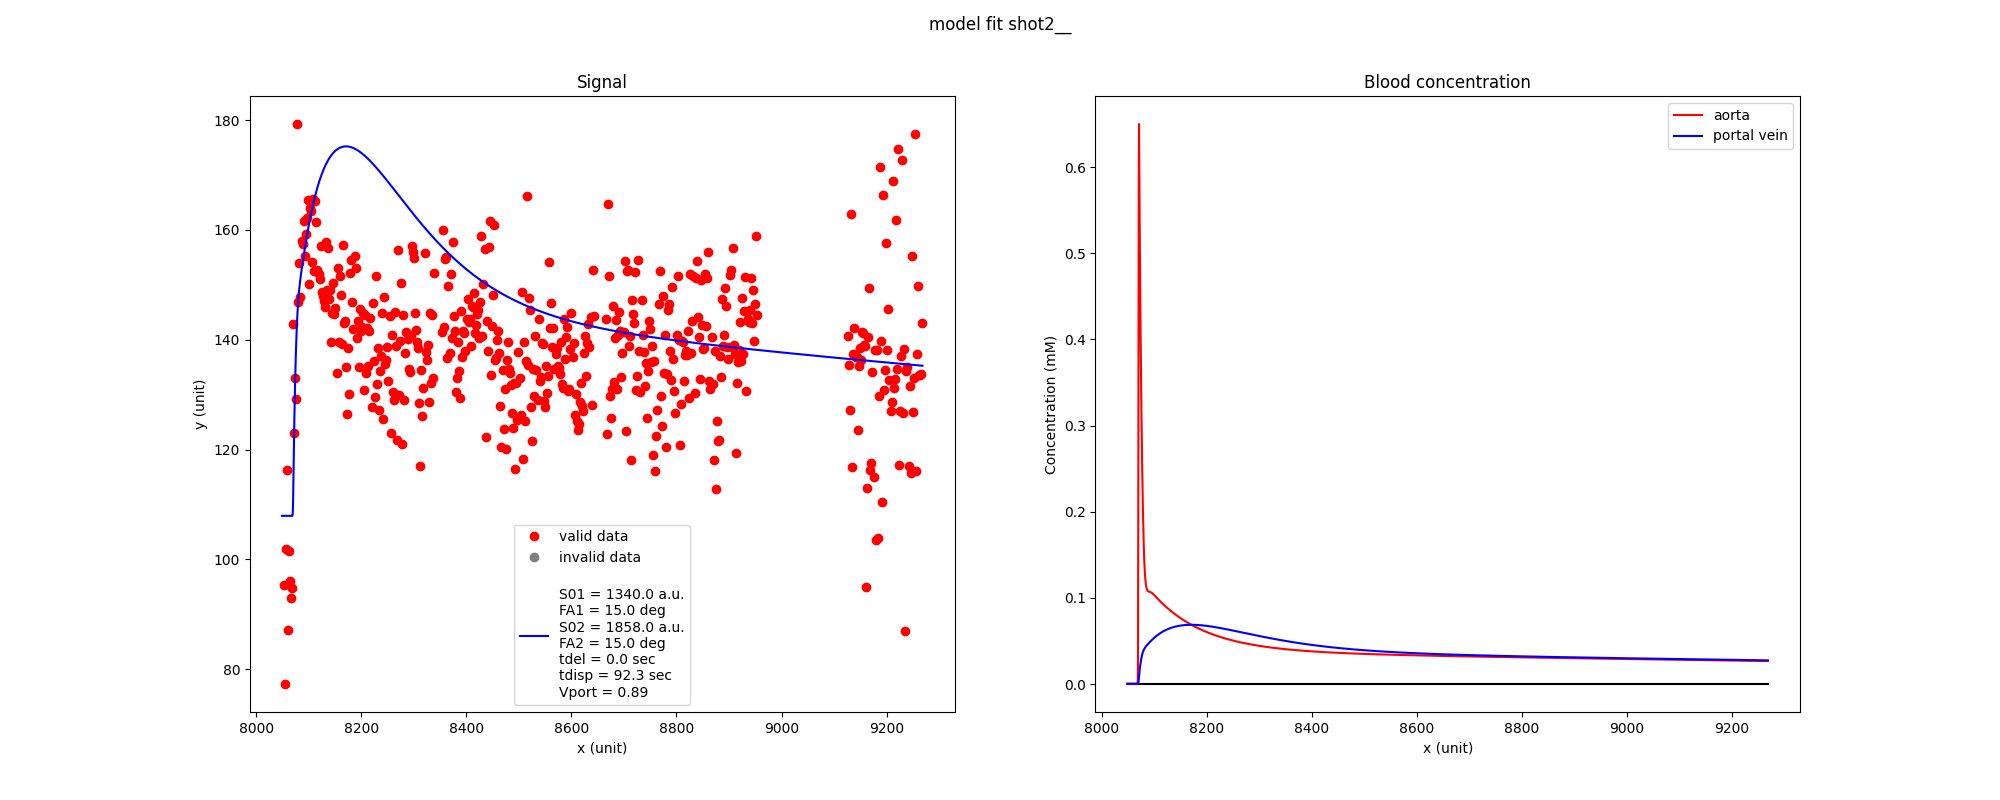 model fit shot2__
Signal
180
160
140
120
100
80
y (unit)
8000 8200 8400 8600 8800 9000 9200
x (unit)
valid data
invalid data
S01 = 1340.0 a.u.
FA1 = 15.0 deg
S02 = 1858.0 a.u.
FA2 = 15.0 deg
tdel = 0.0 sec
tdisp = 92.3 sec
Vport = 0.89
Blood concentration
aorta
portal vein
0.6
0.5
0.4
0.3
0.2
0.1
0.0
Concentration (mM)
8000 8200 8400 8600 8800 9000 9200
x (unit)